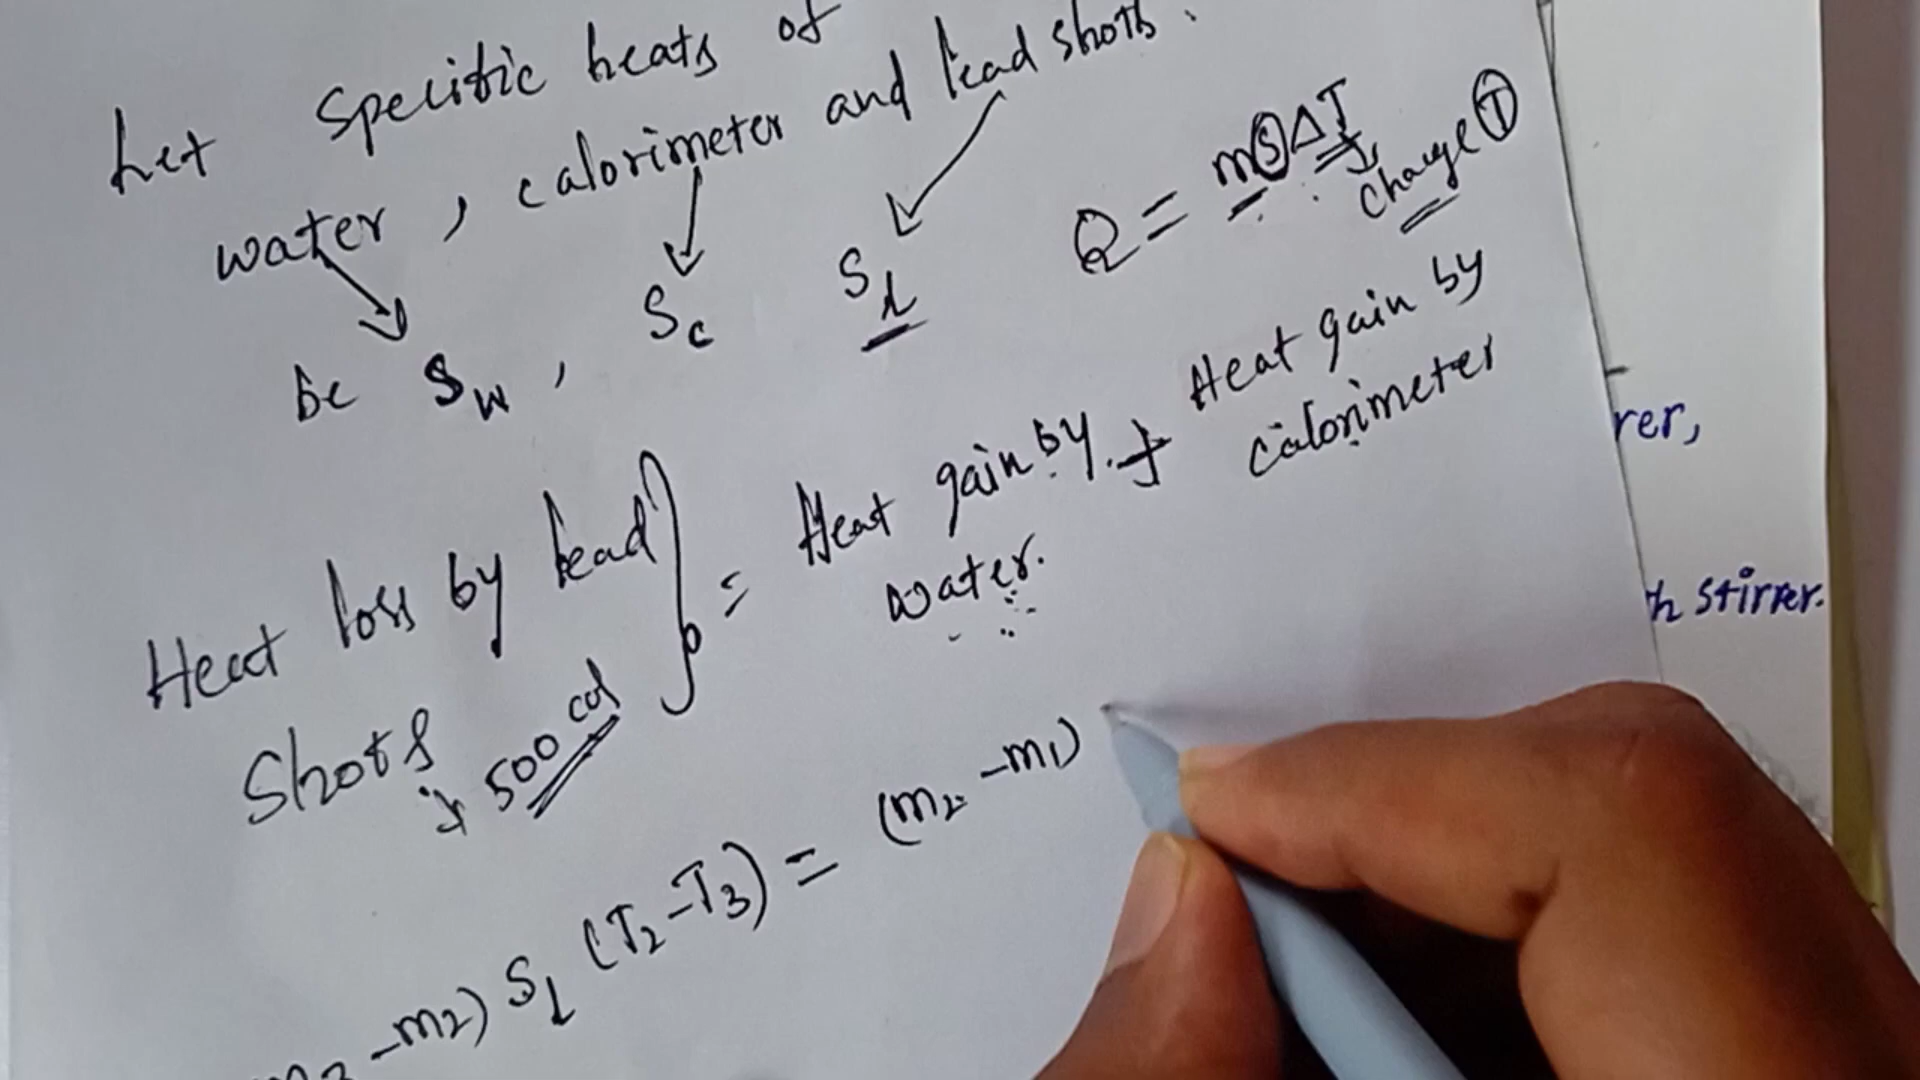 Let Specific heats of
water, calorimeter and lead shots.
be Sw, Sc Sl
Q = mSΔT
change T
Heat loss by lead = Heat gain by + Heat gain by
Shots water. calorimeter
500 cal
-m2) SL (T2-T3) = (m2 -m1)
rer,
th stirrer.